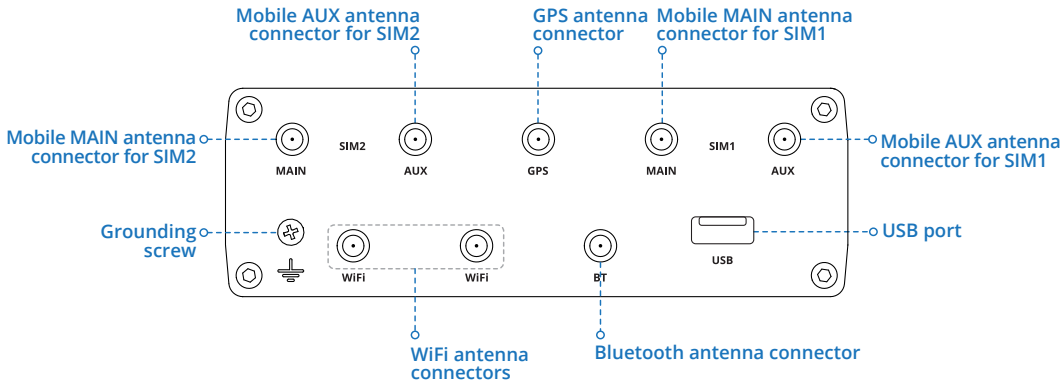 Mobile AUX antenna
connector for SIM2
GPS antenna
connector
Mobile MAIN antenna
connector for SIM1
Mobile MAIN antenna
connector for SIM2
SIM2
SIM1
Mobile AUX antenna
connector for SIM1
MAIN
AUX
GPS
MAIN
AUX
Grounding
screw
USB port
WiFi
WiFi
BT
USB
WiFi antenna
connectors
Bluetooth antenna connector